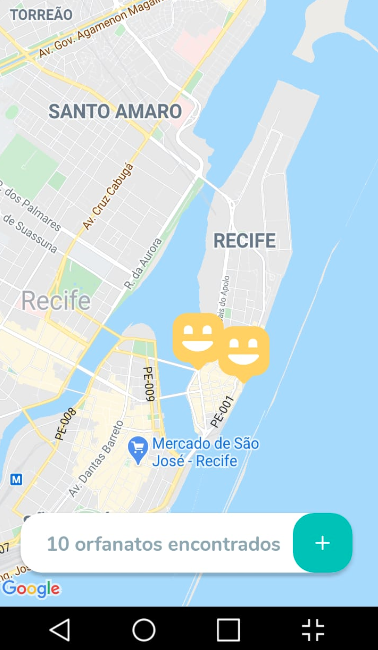 TORREÃO
Av. Gov. Agamenon Magalh
SANTO AMARO
Av. Cruz Cabugá
R. dos Palmares
de Suassuna
R. da Aurora
RECIFE
ais do Apolo
Recife
PE-009
PE-001
PE-008
Av. Dantas Barreto
Mercado de São
José - Recife
M
10 orfanatos encontrados
+
Google